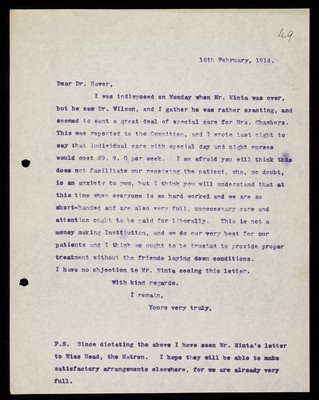 49
16th February, 1916.
Dear Dr. Haver,
I was indisposed on Monday when Mr. Minta was over,
but he saw Dr. Wilson, and I gather he was rather exacting, and
seemed to want a great deal of special care for Mrs. Chambers.
This was reported to the Committee, and I wrote last night to
say that individual care with special day and night nurses
would cost £9. 9. 0 per week. I am afraid you will think this
does not facilitate our receiving the patient, who, no doubt,
is an anxiety to you, but I think you will understand that at
this time when everyone is so hard worked and we are so
short-handed and are also very full, unnecessary care and
attention ought to be paid for liberally. This is not a
money making Institution, and we do our very best for our
patients and I think we ought to be trusted to provide proper
treatment without the friends laying down conditions.
I have no objection to Mr. Minta seeing this letter.
With kind regards.
I remain,
Yours very truly,
P.S. Since dictating the above I have seen Mr. Minta's letter
to Miss Head, the Matron. I hope they will be able to make
satisfactory arrangements elsewhere, for we are already very
full.